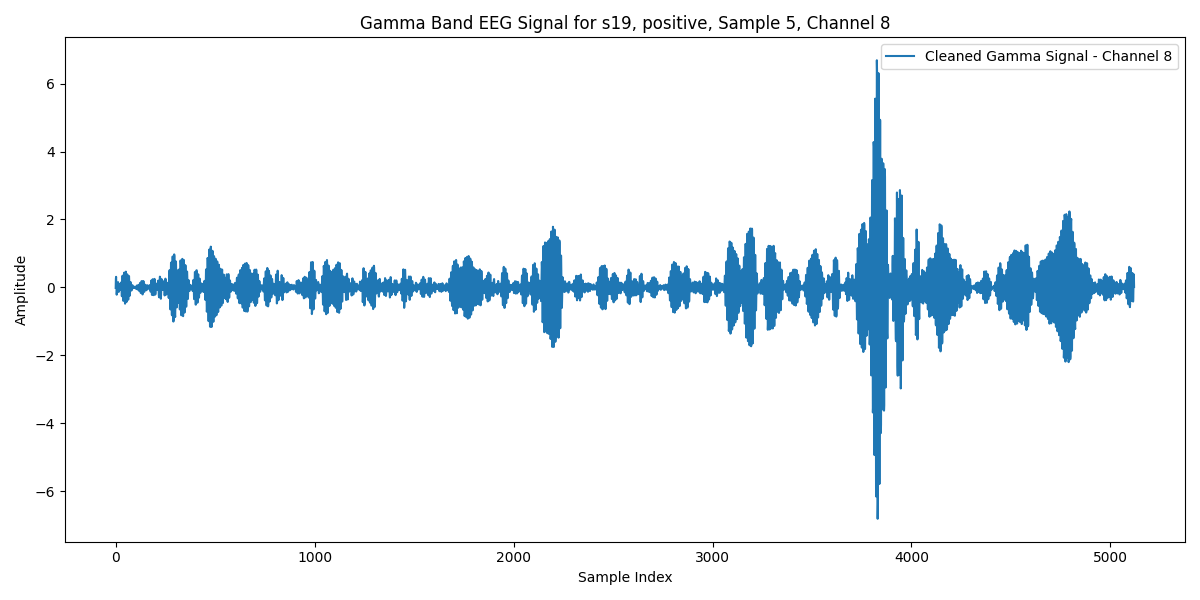 Gamma Band EEG Signal for s19, positive, Sample 5, Channel 8
Cleaned Gamma Signal - Channel 8
Amplitude
6
4
2
0
−2
−4
−6
0 1000 2000 3000 4000 5000
Sample Index